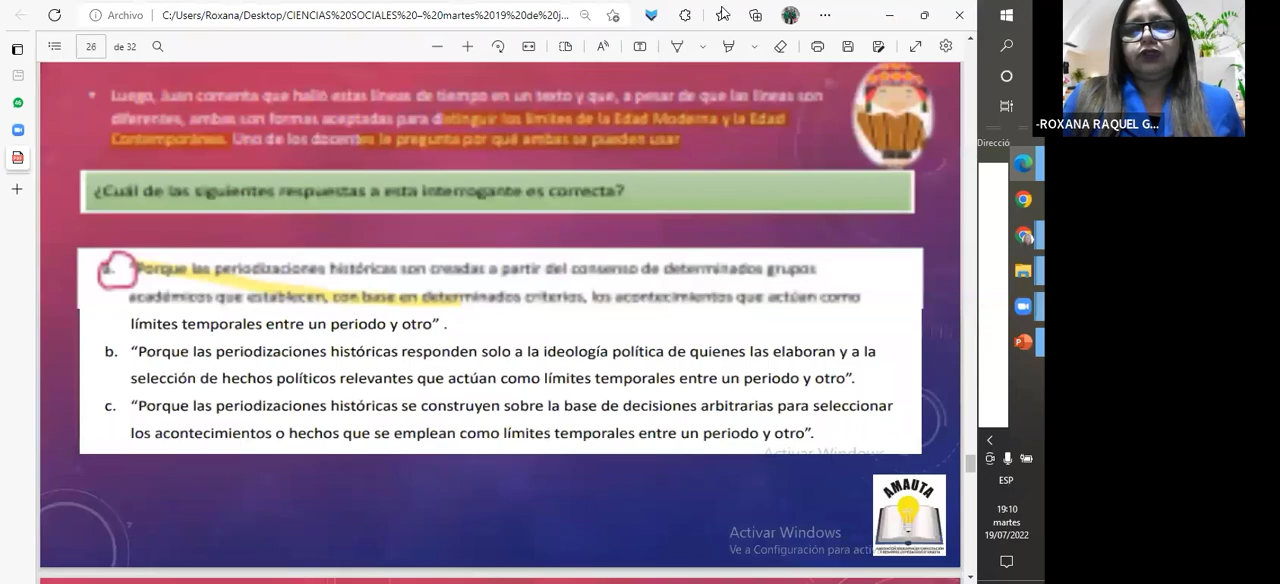 Archivo
C:/Users/Roxana/Desktop/CIENCIAS%20SOCIALES%20–%20martes%2019%20de%20j...
26 de 32
Luego, Juan comenta que halló estas líneas de tiempo en un texto y que, a pesar de que las líneas son
diferentes, ambas son formas aceptadas para distinguir los límites de la Edad Moderna y la Edad
Contemporánea. Uno de los docentes le pregunta por qué ambas se pueden usar
¿Cuál de las siguientes respuestas a esta interrogante es correcta?
a. “Porque las periodizaciones históricas son creadas a partir del consenso de determinados grupos
académicos que establecen, con base en determinados criterios, los acontecimientos que actúan como
límites temporales entre un periodo y otro” .
b. “Porque las periodizaciones históricas responden solo a la ideología política de quienes las elaboran y a la
selección de hechos políticos relevantes que actúan como límites temporales entre un periodo y otro”.
c. “Porque las periodizaciones históricas se construyen sobre la base de decisiones arbitrarias para seleccionar
los acontecimientos o hechos que se emplean como límites temporales entre un periodo y otro”.
AMAUTA
Activar Windows
Ve a Configuración para acti
-ROXANA RAQUEL G...
Direcció
ESP
19:10
martes
19/07/2022